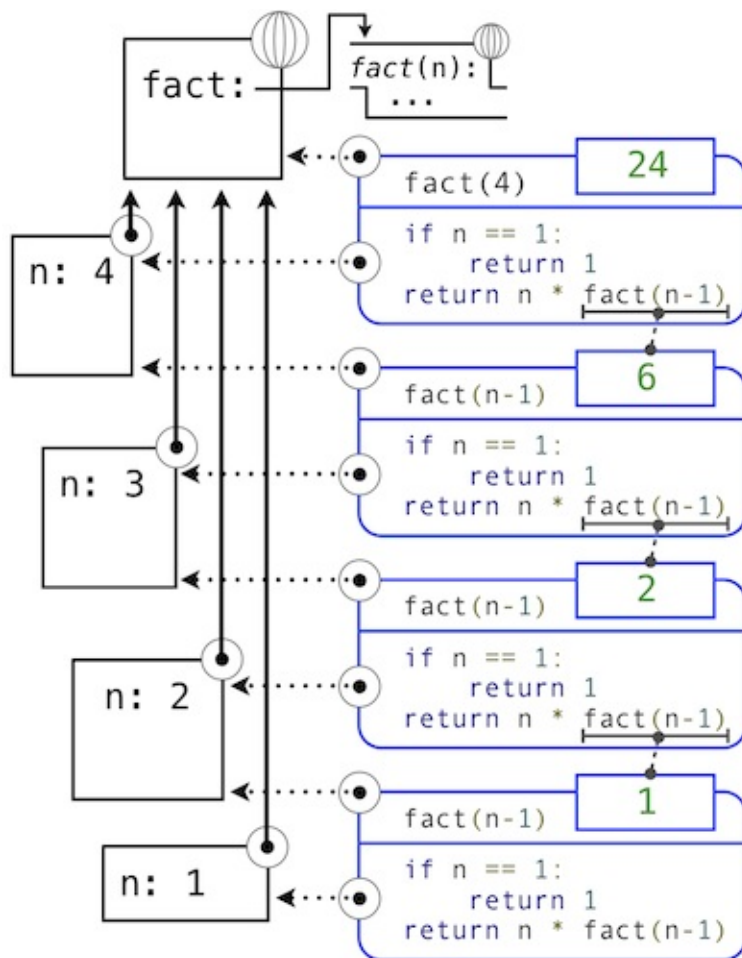 fact:
fact(n):
...
fact(4)
24
n: 4
if n == 1:
return 1
return n * fact(n-1)
fact(n-1)
6
n: 3
if n == 1:
return 1
return n * fact(n-1)
fact(n-1)
2
n: 2
if n == 1:
return 1
return n * fact(n-1)
fact(n-1)
1
n: 1
if n == 1:
return 1
return n * fact(n-1)